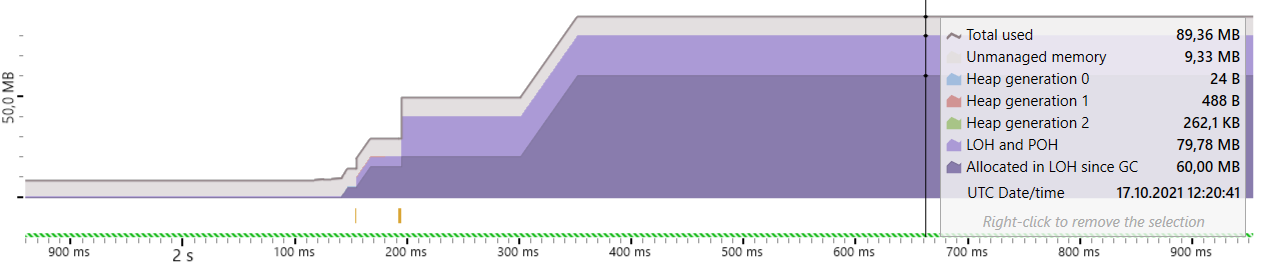 50,0 MB
Total used 89,36 MB
Unmanaged memory 9,33 MB
Heap generation 0 24 B
Heap generation 1 488 B
Heap generation 2 262,1 KB
LOH and POH 79,78 MB
Allocated in LOH since GC 60,00 MB
UTC Date/time 17.10.2021 12:20:41
Right-click to remove the selection
900 ms 2 s 100 ms 200 ms 300 ms 400 ms 500 ms 600 ms 700 ms 800 ms 900 ms